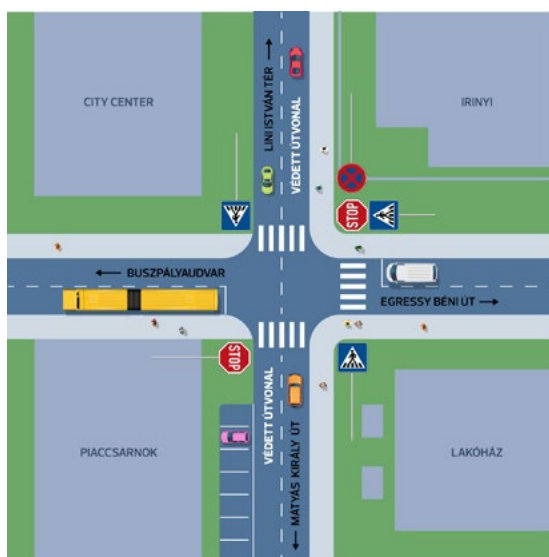 CITY CENTER
← LINI ISTVÁN TÉR
VÉDETT ÚTVONAL
IRINYI
STOP
← BUSZPÁLYAUDVAR
EGRESSY BÉNI ÚT →
STOP
PIACCSARNOK
VÉDETT ÚTVONAL
← MÁTYÁS KIRÁLY ÚT
LAKÓHÁZ